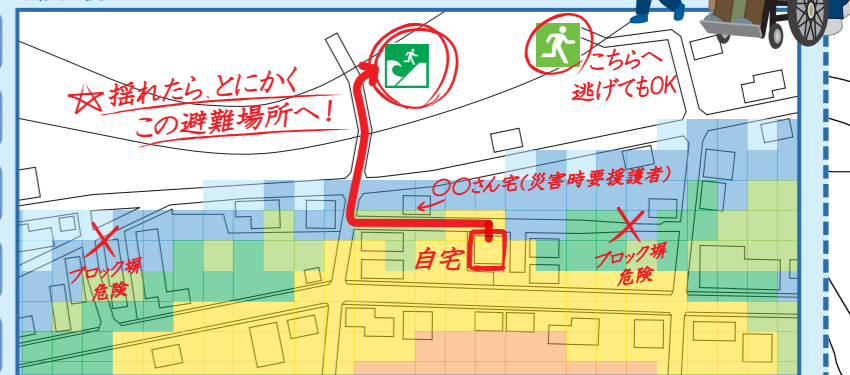 ☆揺れたら、とにかく
この避難場所へ！
こちらへ
逃げてもOK
〇〇さん宅(災害時要援護者)
自宅
ブロック塀
危険
ブロック塀
危険